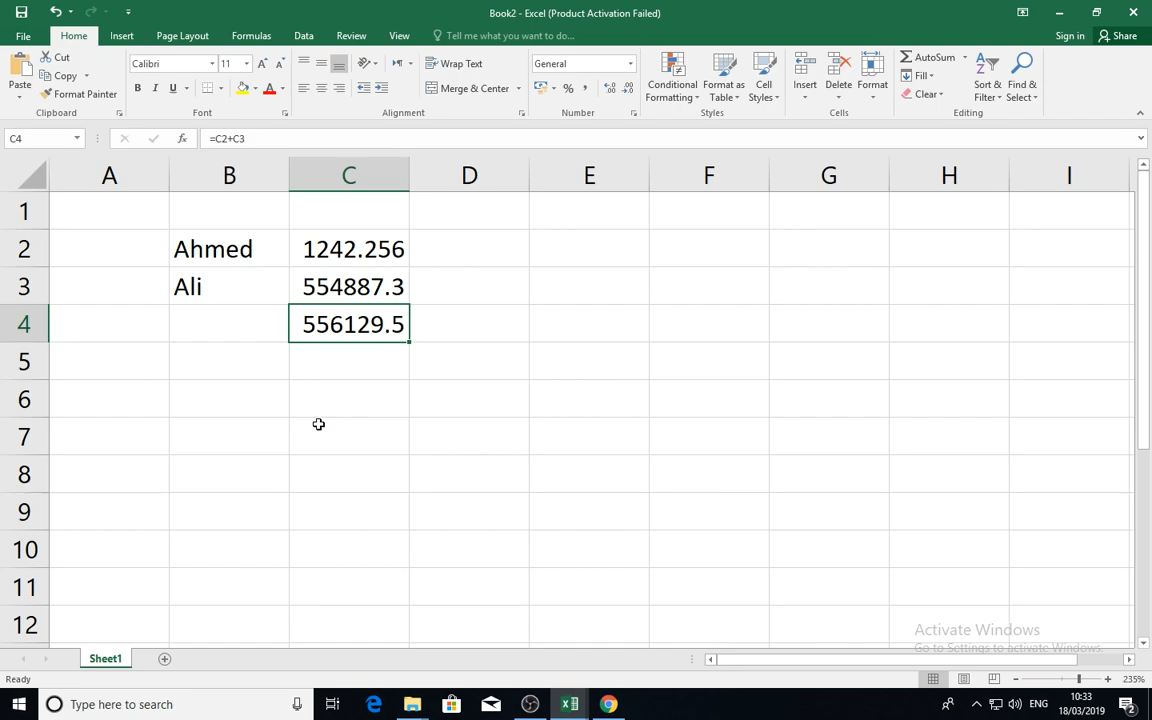 Book2 - Excel (Product Activation Failed)
File Home Insert Page Layout Formulas Data Review View Tell me what you want to do... Sign in Share
Paste Cut Copy Format Painter Clipboard
Calibri 11 B I U A Font
Wrap Text Merge & Center Alignment
General % , Number
Conditional Formatting Format as Table Cell Styles Styles
Insert Delete Format Cells
AutoSum Fill Clear Sort & Filter Find & Select Editing
C4 fx =C2+C3
A B C D E F G H I
1
2 Ahmed 1242.256
3 Ali 554887.3
4 556129.5
5
6
7
8
9
10
11
12
Activate Windows
Go to Settings to activate Windows.
Sheet1
Ready 235%
Type here to search ENG 10:33 18/03/2019 2